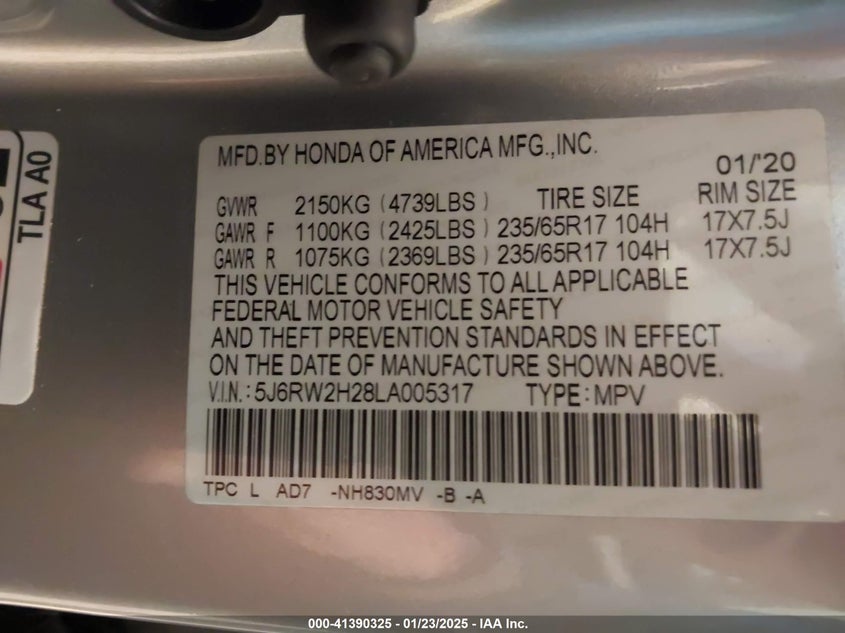 TLA A0
MFD.BY HONDA OF AMERICA MFG.,INC.
01/'20
GVWR 2150KG (4739LBS) TIRE SIZE RIM SIZE
GAWR F 1100KG (2425LBS) 235/65R17 104H 17X7.5J
GAWR R 1075KG (2369LBS) 235/65R17 104H 17X7.5J
THIS VEHICLE CONFORMS TO ALL APPLICABLE
FEDERAL MOTOR VEHICLE SAFETY
AND THEFT PREVENTION STANDARDS IN EFFECT
ON THE DATE OF MANUFACTURE SHOWN ABOVE.
V.I.N.: 5J6RW2H28LA005317 TYPE: MPV
TPC L AD7 -NH830MV -B -A
000-41390325 - 01/23/2025 - IAA Inc.